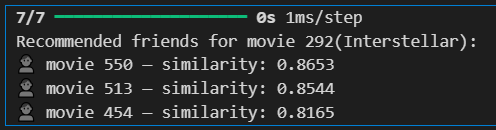 7/7 ━━━━━━━━━━━━━━━━━━━━ 0s 1ms/step
Recommended friends for movie 292(Interstellar):
👤 movie 550 — similarity: 0.8653
👤 movie 513 — similarity: 0.8544
👤 movie 454 — similarity: 0.8165